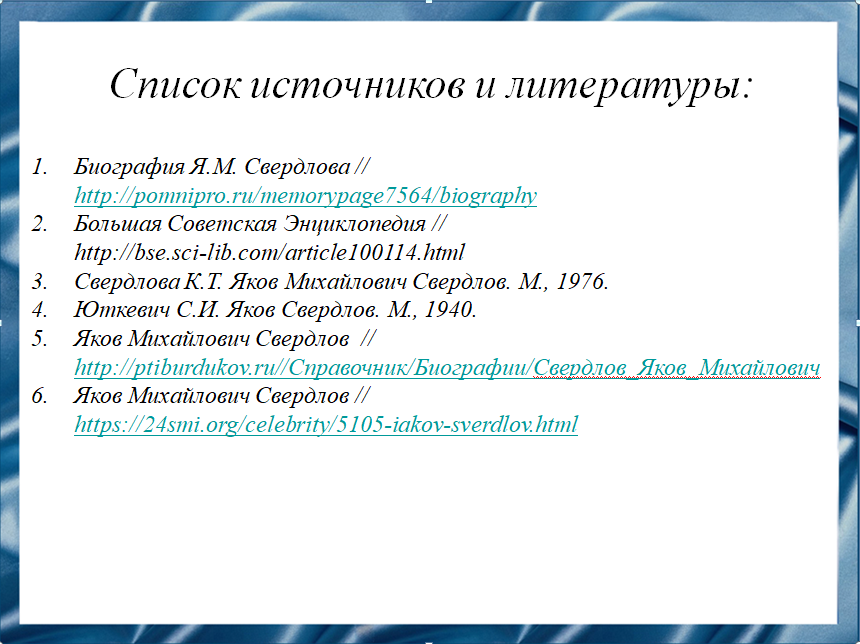 Список источников и литературы:
1. Биография Я.М. Свердлова //
http://pomnipro.ru/memorypage7564/biography
2. Большая Советская Энциклопедия //
http://bse.sci-lib.com/article100114.html
3. Свердлова К.Т. Яков Михайлович Свердлов. М., 1976.
4. Юткевич С.И. Яков Свердлов. М., 1940.
5. Яков Михайлович Свердлов //
http://ptiburdukov.ru//Справочник/Биографии/Свердлов_Яков_Михайлович
6. Яков Михайлович Свердлов //
https://24smi.org/celebrity/5105-iakov-sverdlov.html